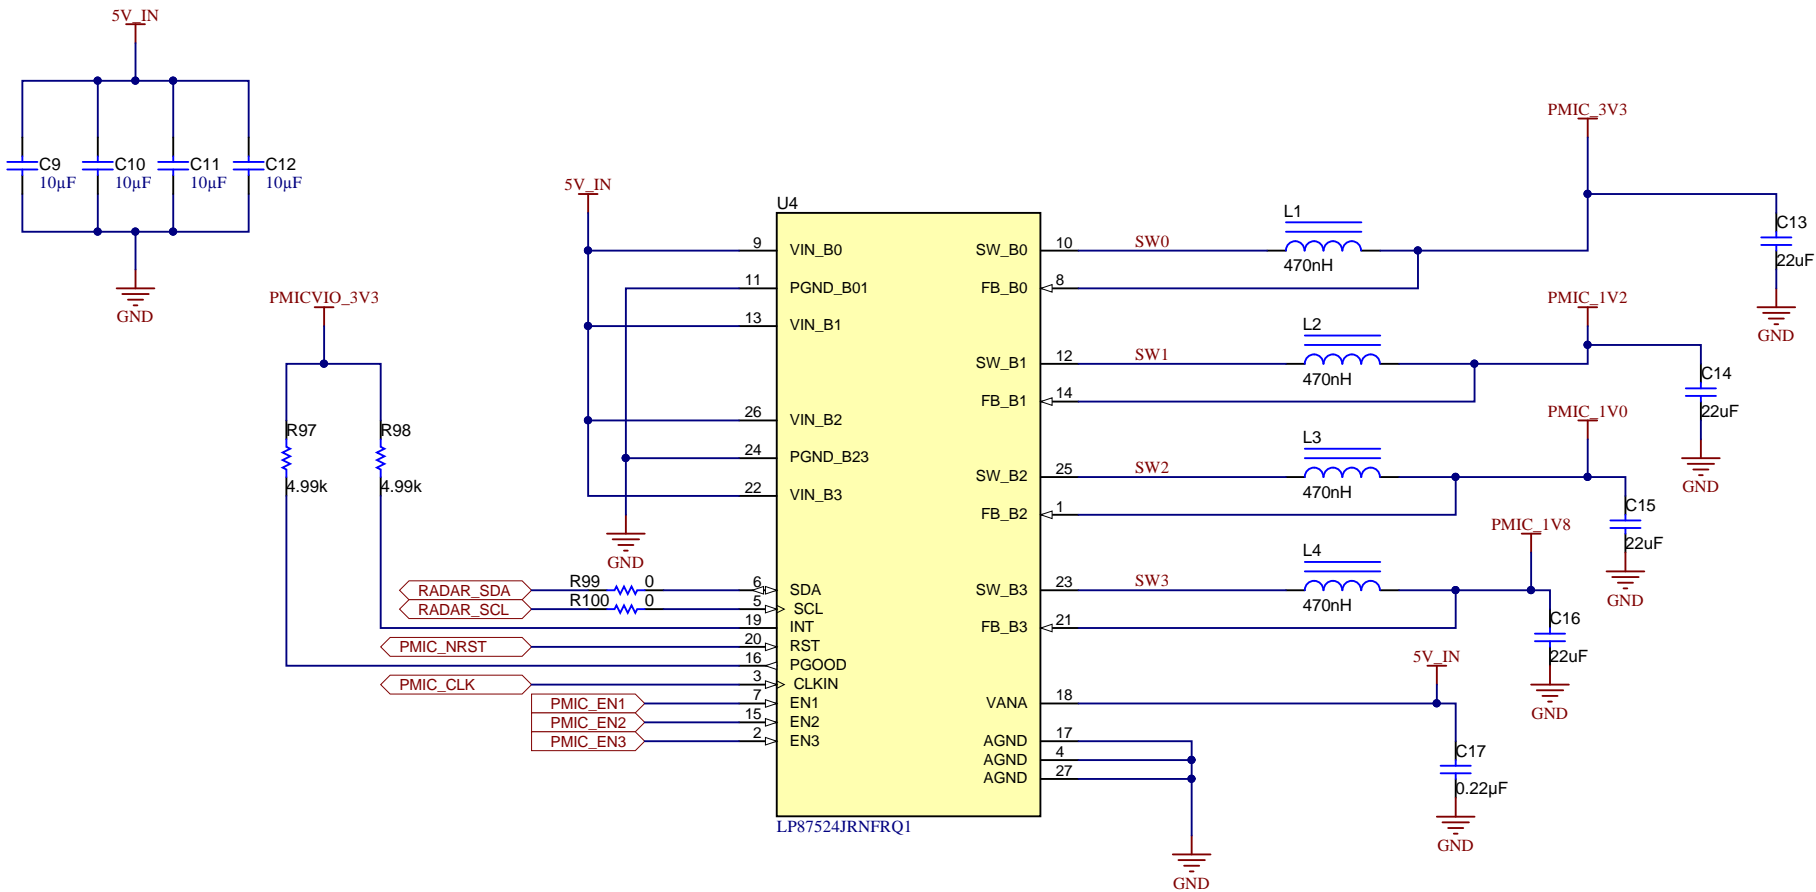 5V_IN
C9
10µF
C10
10µF
C11
10µF
C12
10µF
GND
PMICVIO_3V3
R97
4.99k
R98
4.99k
5V_IN
GND
RADAR_SDA
R99 0
RADAR_SCL
R100 0
PMIC_NRST
PMIC_CLK
PMIC_EN1
PMIC_EN2
PMIC_EN3
U4
9 VIN_B0
11 PGND_B01
13 VIN_B1
26 VIN_B2
24 PGND_B23
22 VIN_B3
6 SDA
5 SCL
19 INT
20 RST
16 PGOOD
3 CLKIN
7 EN1
15 EN2
2 EN3
SW_B0 10
FB_B0 8
SW_B1 12
FB_B1 14
SW_B2 25
FB_B2 1
SW_B3 23
FB_B3 21
VANA 18
AGND 17
AGND 4
AGND 27
LP87524JRNFRQ1
SW0
L1
470nH
PMIC_3V3
C13
22uF
GND
SW1
L2
470nH
PMIC_1V2
C14
22uF
GND
SW2
L3
470nH
PMIC_1V0
C15
22uF
GND
SW3
L4
470nH
PMIC_1V8
C16
22uF
GND
5V_IN
C17
0.22µF
GND
GND